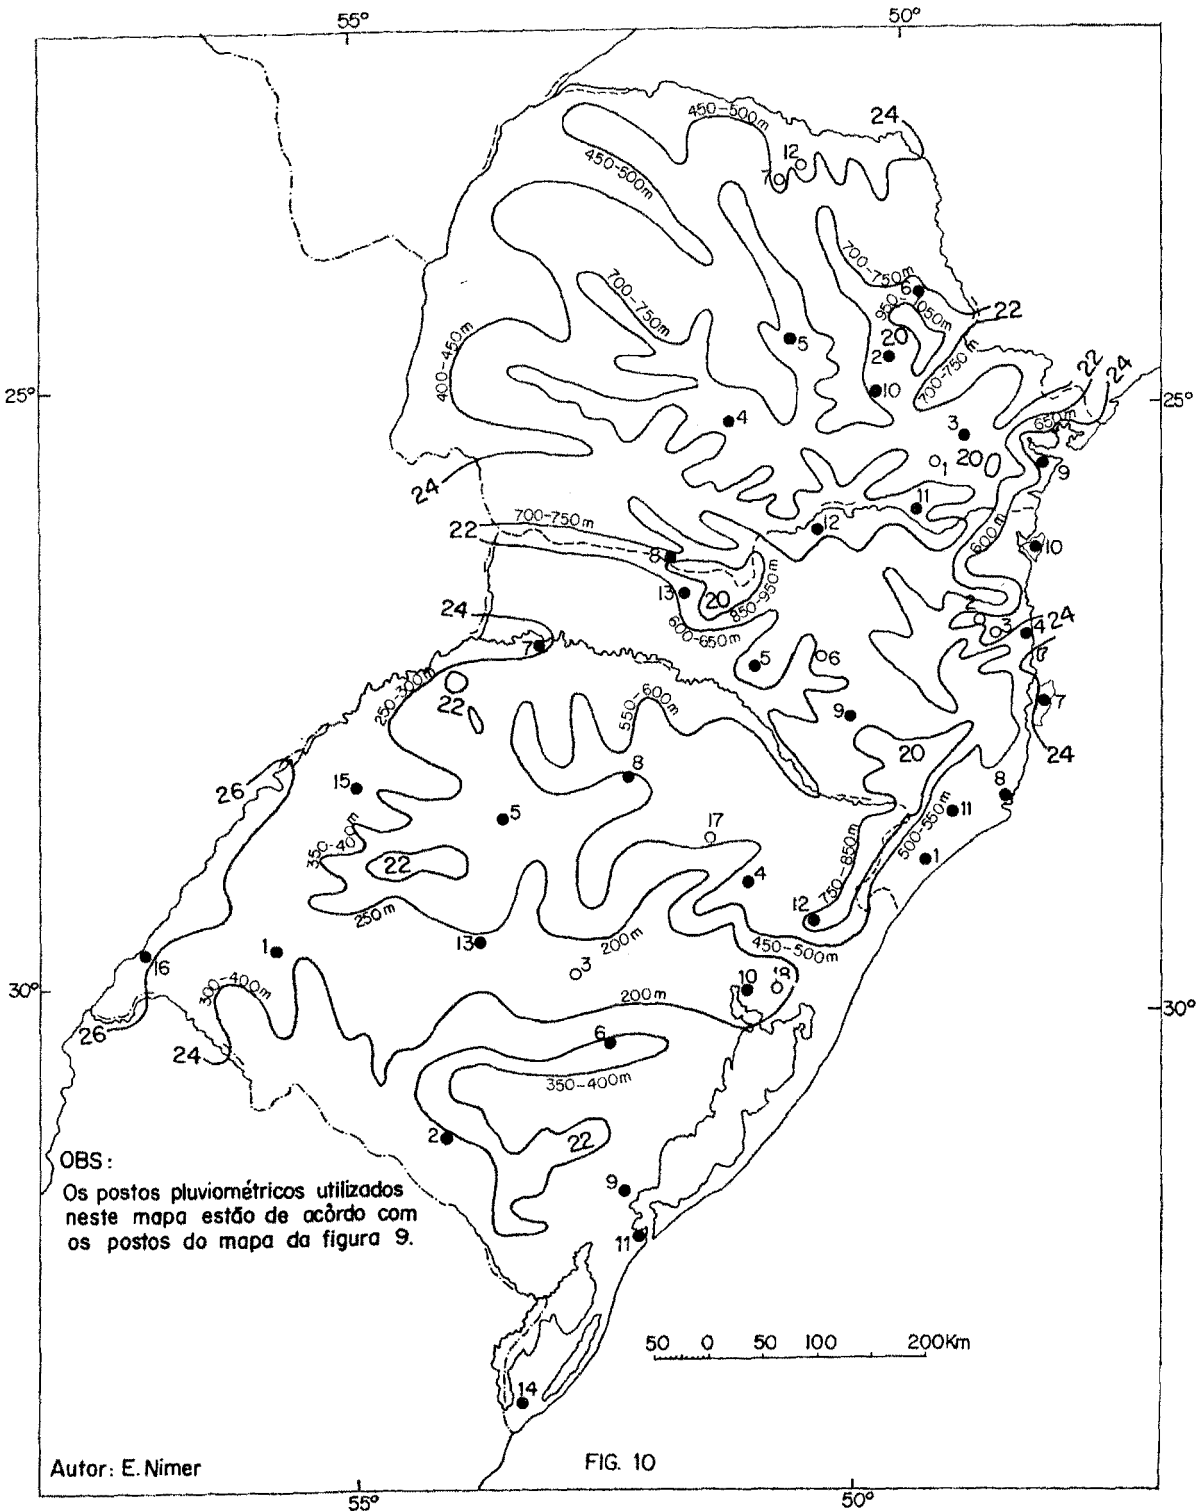 55°
50°
24
450-500m
12
7
450-500m
700-750m
6
950-1050m
22
700-750m
5
20
2
400-450m
10
700-750m
22
24
25°
25°
4
3
650m
1
20
9
24
11
700-750m
22
12
600m
10
8
13
20
850-950m
2
3
4
24
24
600-650m
7
5
6
250-300m
22
550-600m
9
7
20
24
26
15
8
8
5
11
500-550m
17
350-400m
22
1
4
750-850m
250m
12
13
200m
450-500m
1
16
3
10
18
30°
300-400m
200m
30°
26
24
6
350-400m
2
22
OBS:
Os postos pluviométricos utilizados
neste mapa estão de acôrdo com
os postos do mapa da figura 9.
9
11
50 0 50 100 200Km
14
Autor: E. Nimer
FIG. 10
55°
50°